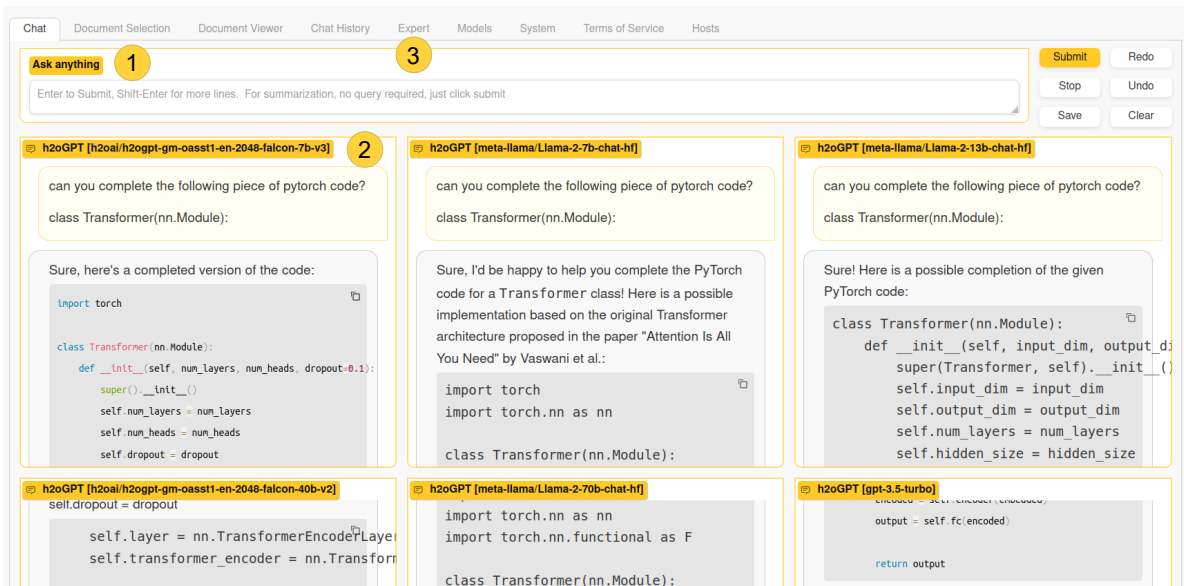 Chat Document Selection Document Viewer Chat History Expert Models System Terms of Service Hosts
Ask anything
1
3
Submit Redo
Enter to Submit, Shift-Enter for more lines. For summarization, no query required, just click submit
Stop Undo
Save Clear
h2oGPT [h2oai/h2ogpt-gm-oasst1-en-2048-falcon-7b-v3]
2
can you complete the following piece of pytorch code?
class Transformer(nn.Module):
Sure, here's a completed version of the code:
import torch
class Transformer(nn.Module):
def __init__(self, num_layers, num_heads, dropout=0.1):
super().__init__()
self.num_layers = num_layers
self.num_heads = num_heads
self.dropout = dropout
h2oGPT [meta-llama/Llama-2-7b-chat-hf]
can you complete the following piece of pytorch code?
class Transformer(nn.Module):
Sure, I'd be happy to help you complete the PyTorch
code for a Transformer class! Here is a possible
implementation based on the original Transformer
architecture proposed in the paper "Attention Is All
You Need" by Vaswani et al.:
import torch
import torch.nn as nn
class Transformer(nn.Module):
h2oGPT [meta-llama/Llama-2-13b-chat-hf]
can you complete the following piece of pytorch code?
class Transformer(nn.Module):
Sure! Here is a possible completion of the given
PyTorch code:
class Transformer(nn.Module):
def __init__(self, input_dim, output_di
super(Transformer, self).__init__(
self.input_dim = input_dim
self.output_dim = output_dim
self.num_layers = num_layers
self.hidden_size = hidden_size
h2oGPT [h2oai/h2ogpt-gm-oasst1-en-2048-falcon-40b-v2]
self.dropout = dropout
self.layer = nn.TransformerEncoderLayer
self.transformer_encoder = nn.Transform
h2oGPT [meta-llama/Llama-2-70b-chat-hf]
import torch.nn as nn
import torch.nn.functional as F
class Transformer(nn.Module):
h2oGPT [gpt-3.5-turbo]
output = self.fc(encoded)
return output